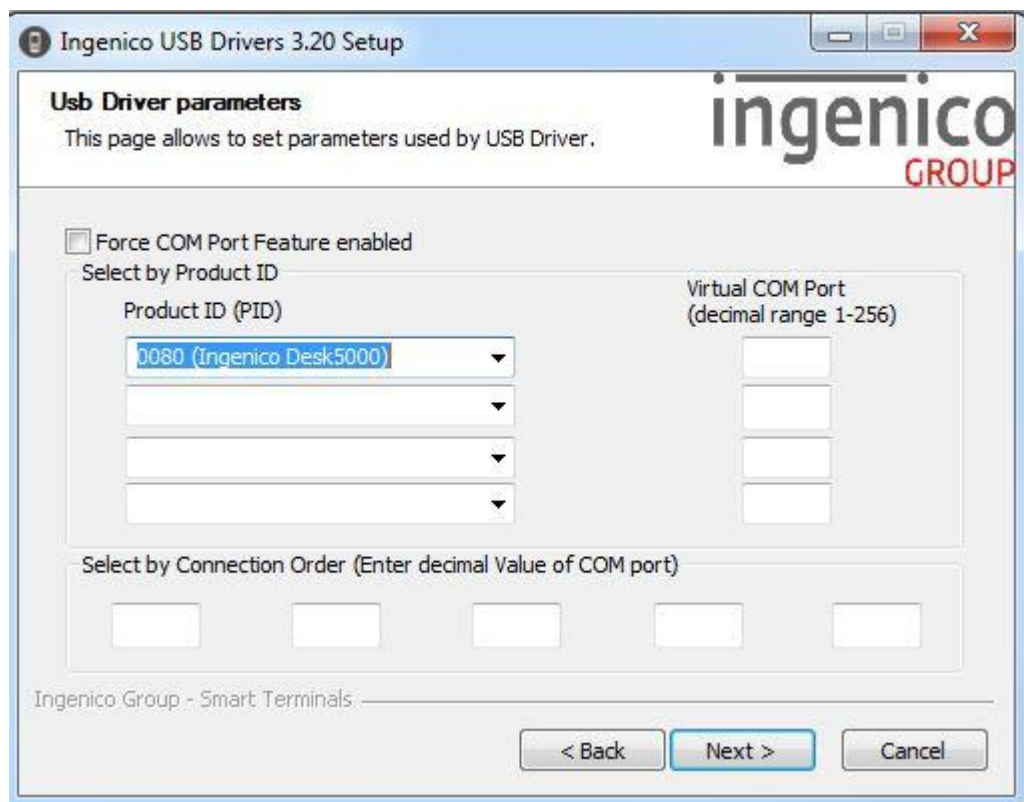 Ingenico USB Drivers 3.20 Setup
Usb Driver parameters
This page allows to set parameters used by USB Driver.
ingenico
GROUP
Force COM Port Feature enabled
Select by Product ID
Product ID (PID)
Virtual COM Port
(decimal range 1-256)
0080 (Ingenico Desk5000)
Select by Connection Order (Enter decimal Value of COM port)
Ingenico Group - Smart Terminals
< Back
Next >
Cancel